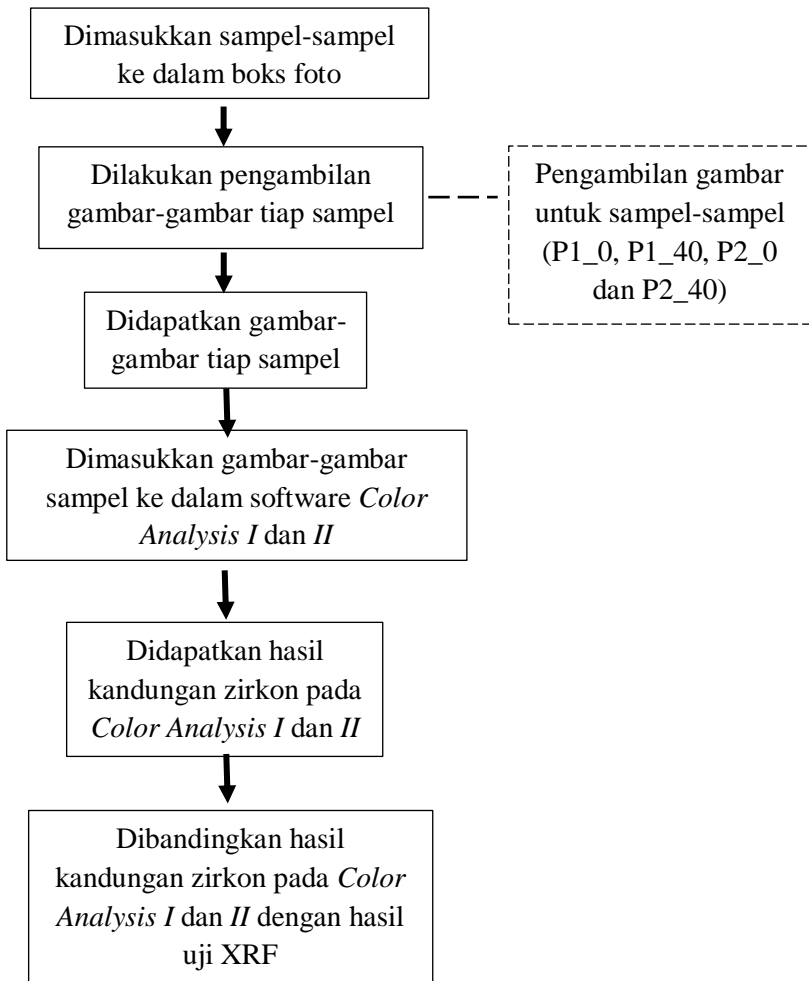 Dimasukkan sampel-sampel
ke dalam boks foto
Dilakukan pengambilan
gambar-gambar tiap sampel
Pengambilan gambar
untuk sampel-sampel
(P1_0, P1_40, P2_0
dan P2_40)
Didapatkan gambar-
gambar tiap sampel
Dimasukkan gambar-gambar
sampel ke dalam software Color
Analysis I dan II
Didapatkan hasil
kandungan zirkon pada
Color Analysis I dan II
Dibandingkan hasil
kandungan zirkon pada Color
Analysis I dan II dengan hasil
uji XRF